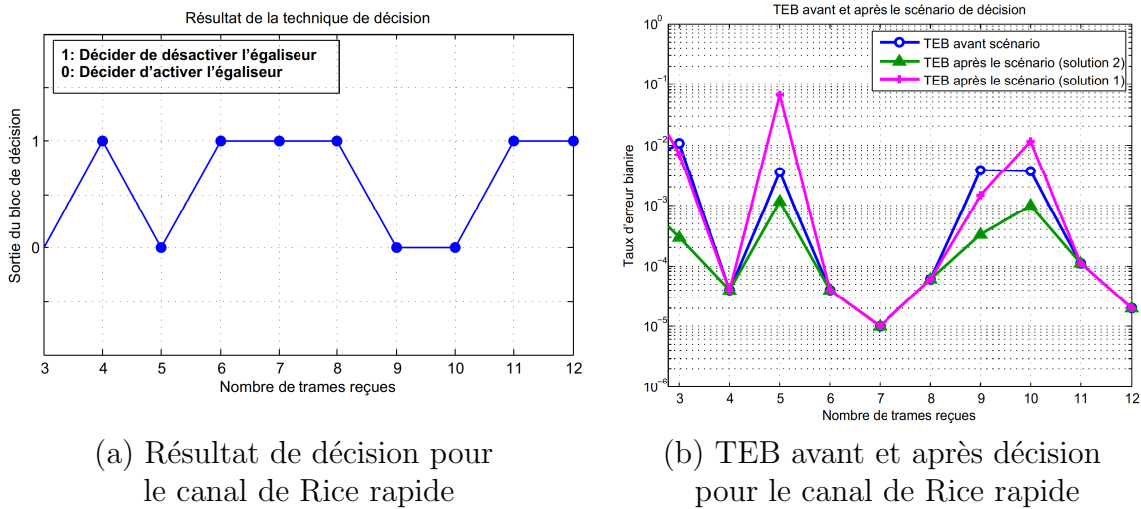 Résultat de la technique de décision
1: Décider de désactiver l'égaliseur
0: Décider d'activer l'égaliseur
Sortie du bloc de décision
1
0
3 4 5 6 7 8 9 10 11 12
Nombre de trames reçues
(a) Résultat de décision pour
le canal de Rice rapide
TEB avant et après le scénario de décision
TEB avant scénario
TEB après le scénario (solution 2)
TEB après le scénario (solution 1)
Taux d'erreur bianire
10^0
10^-1
10^-2
10^-3
10^-4
10^-5
10^-6
3 4 5 6 7 8 9 10 11 12
Nombre de trames reçues
(b) TEB avant et après décision
pour le canal de Rice rapide